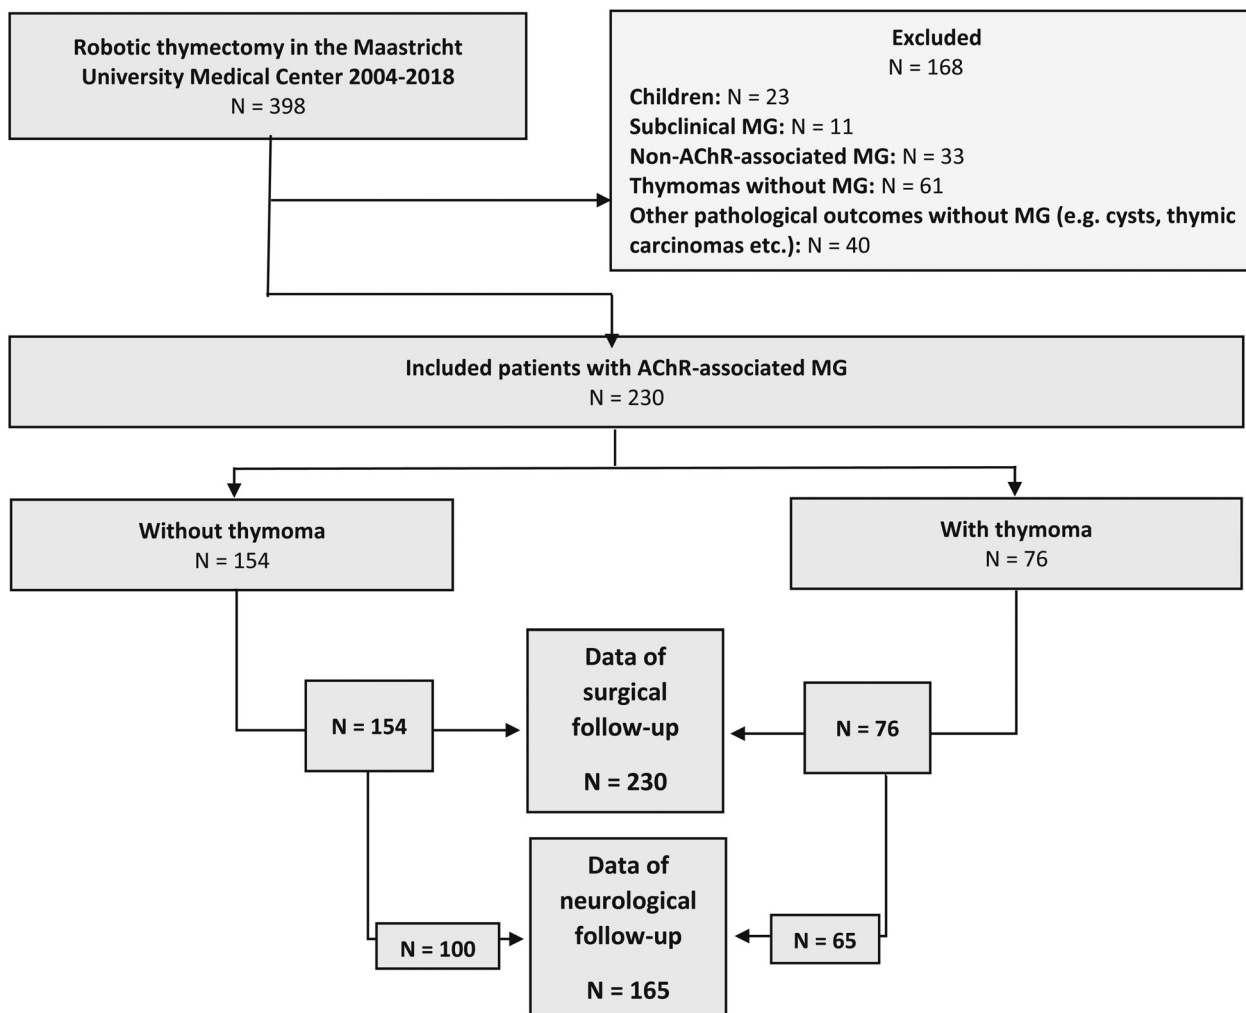 Robotic thymectomy in the Maastricht
University Medical Center 2004-2018
N = 398
Excluded
N = 168
Children: N = 23
Subclinical MG: N = 11
Non-AChR-associated MG: N = 33
Thymomas without MG: N = 61
Other pathological outcomes without MG (e.g. cysts, thymic
carcinomas etc.): N = 40
Included patients with AChR-associated MG
N = 230
Without thymoma
N = 154
With thymoma
N = 76
Data of
surgical
follow-up
N = 230
N = 154
N = 76
Data of
neurological
follow-up
N = 165
N = 100
N = 65